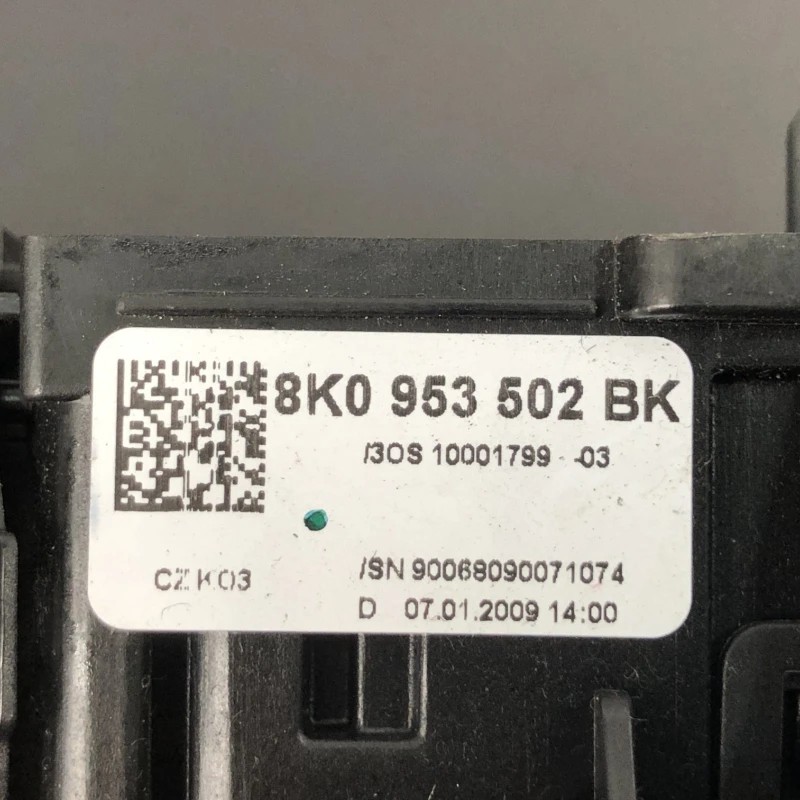 8K0 953 502 BK
/3OS 10001799 -03
CZ K03
/SN 90068090071074
D 07.01.2009 14:00